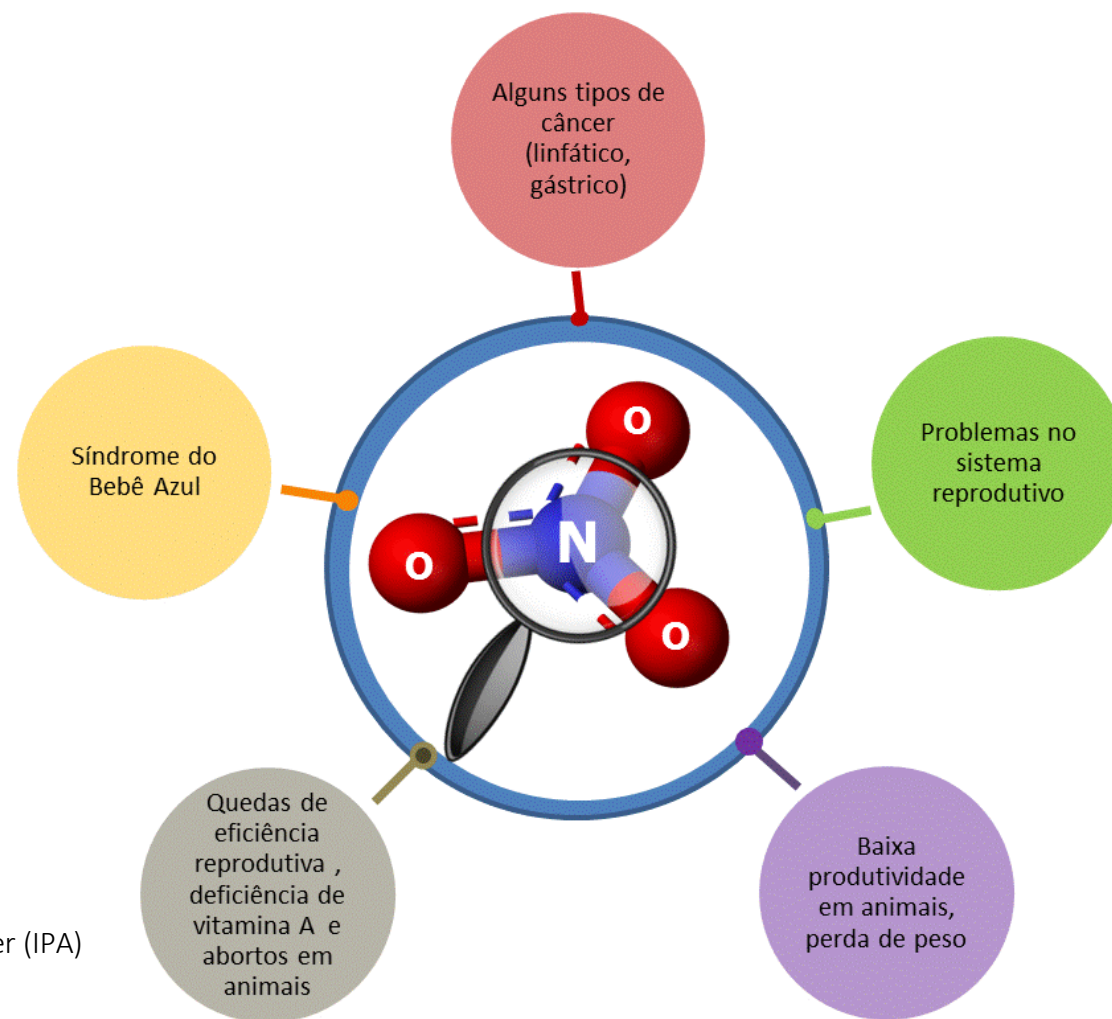 Alguns tipos de
câncer
(linfático,
gástrico)
Síndrome do
Bebê Azul
Problemas no
sistema
reprodutivo
O
N
O
O
Quedas de
eficiência
reprodutiva ,
deficiência de
vitamina A e
abortos em
animais
Baixa
produtividade
em animais,
perda de peso
er (IPA)